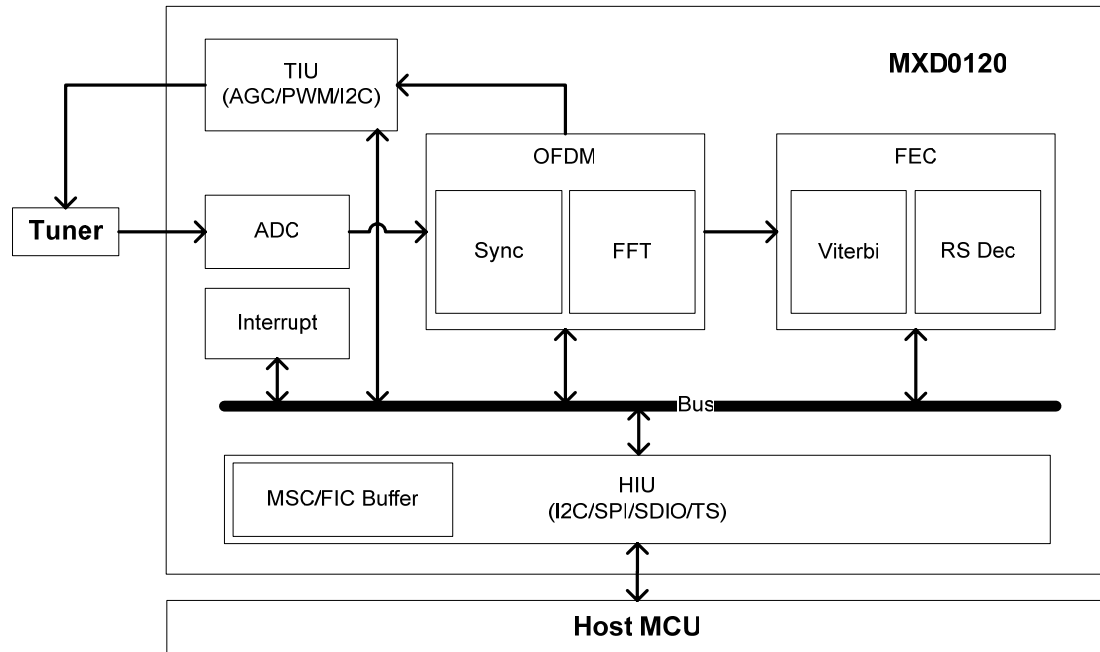 MXD0120
TIU
(AGC/PWM/I2C)
OFDM
FEC
Tuner
ADC
Sync
FFT
Viterbi
RS Dec
Interrupt
Bus
MSC/FIC Buffer
HIU
(I2C/SPI/SDIO/TS)
Host MCU